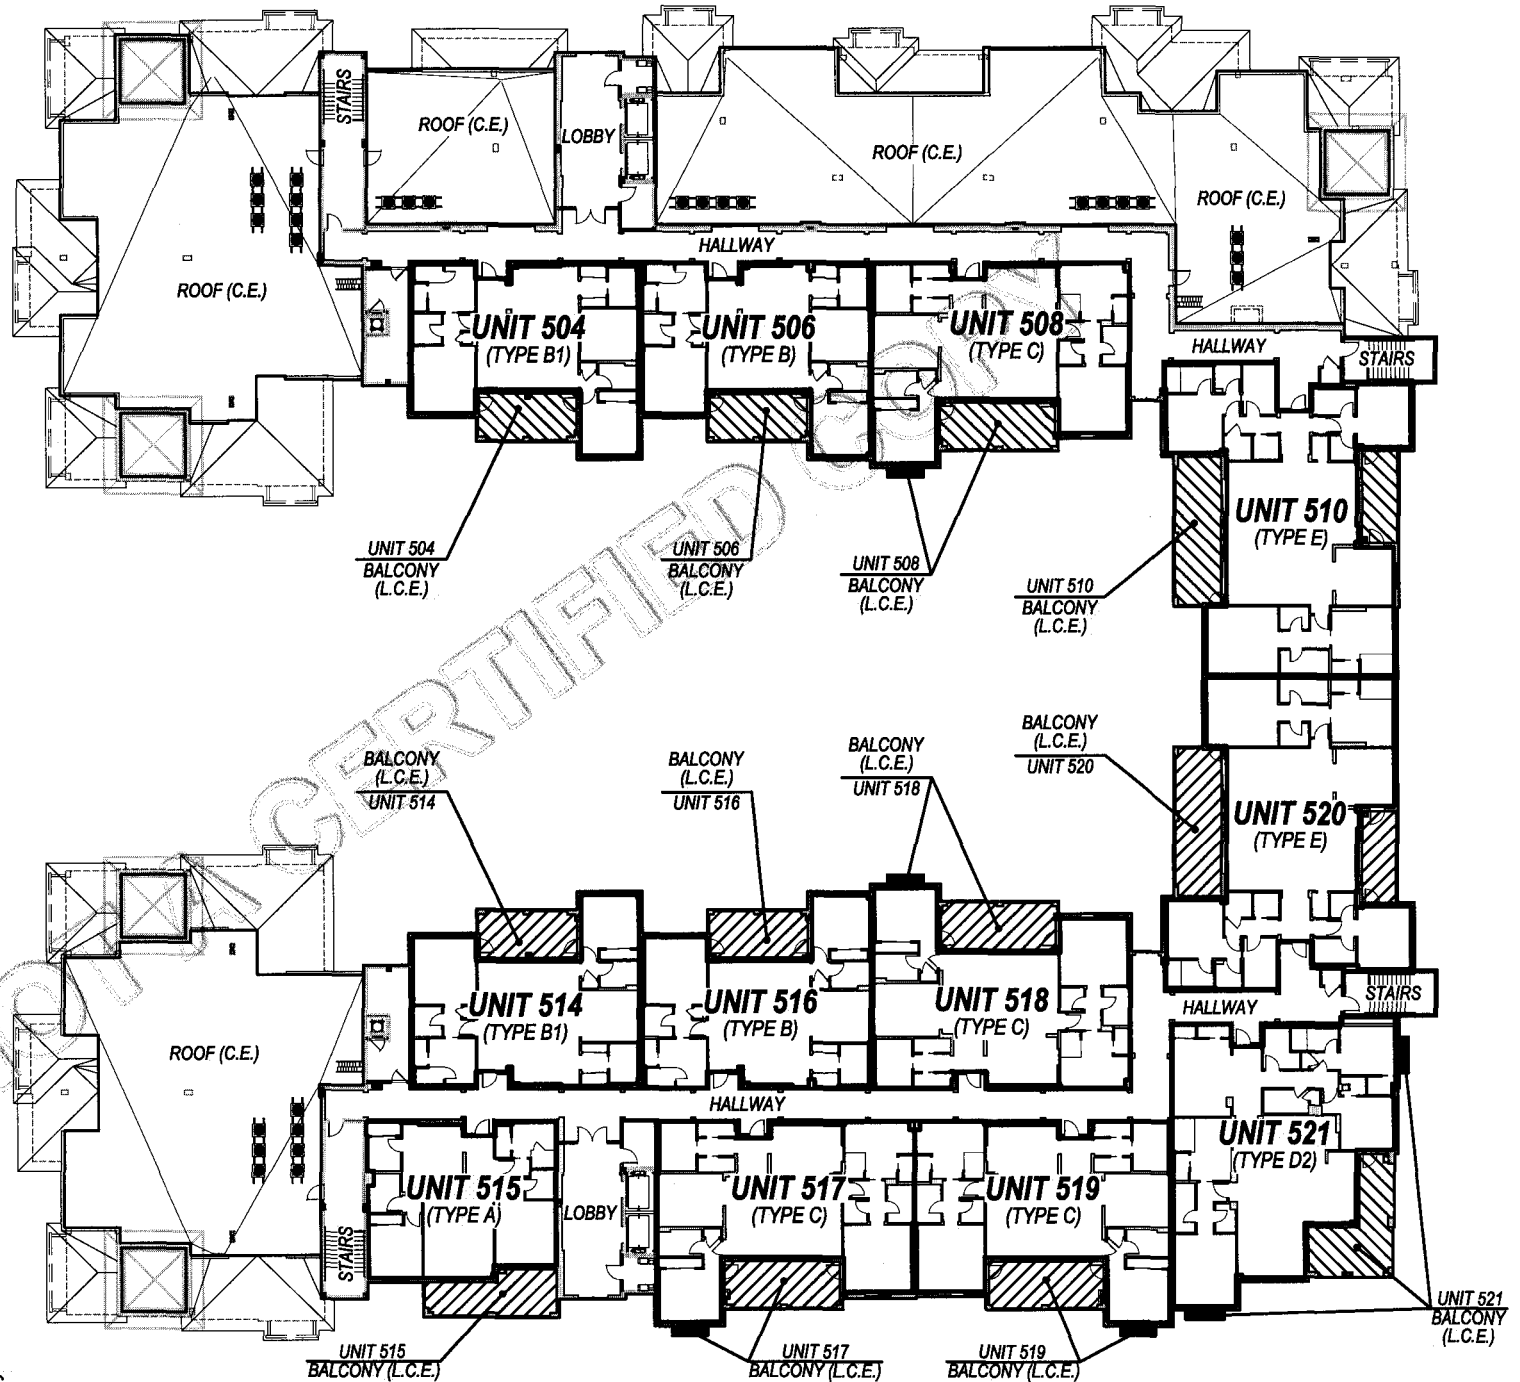 STAIRS
ROOF (C.E.)
LOBBY
ROOF (C.E.)
ROOF (C.E.)
HALLWAY
ROOF (C.E.)
UNIT 504
(TYPE B1)
UNIT 506
(TYPE B)
UNIT 508
(TYPE C)
HALLWAY
STAIRS
UNIT 510
(TYPE E)
UNIT 504
BALCONY
(L.C.E.)
UNIT 506
BALCONY
(L.C.E.)
UNIT 508
BALCONY
(L.C.E.)
UNIT 510
BALCONY
(L.C.E.)
CERTIFIED COPY
BALCONY
(L.C.E.)
UNIT 514
BALCONY
(L.C.E.)
UNIT 516
BALCONY
(L.C.E.)
UNIT 518
BALCONY
(L.C.E.)
UNIT 520
UNIT 520
(TYPE E)
UNIT 514
(TYPE B1)
UNIT 516
(TYPE B)
UNIT 518
(TYPE C)
HALLWAY
STAIRS
ROOF (C.E.)
HALLWAY
UNIT 521
(TYPE D2)
UNIT 515
(TYPE A)
UNIT 517
(TYPE C)
UNIT 519
(TYPE C)
LOBBY
STAIRS
UNIT 521
BALCONY
(L.C.E.)
UNIT 515
BALCONY (L.C.E.)
UNIT 517
BALCONY (L.C.E.)
UNIT 519
BALCONY (L.C.E.)